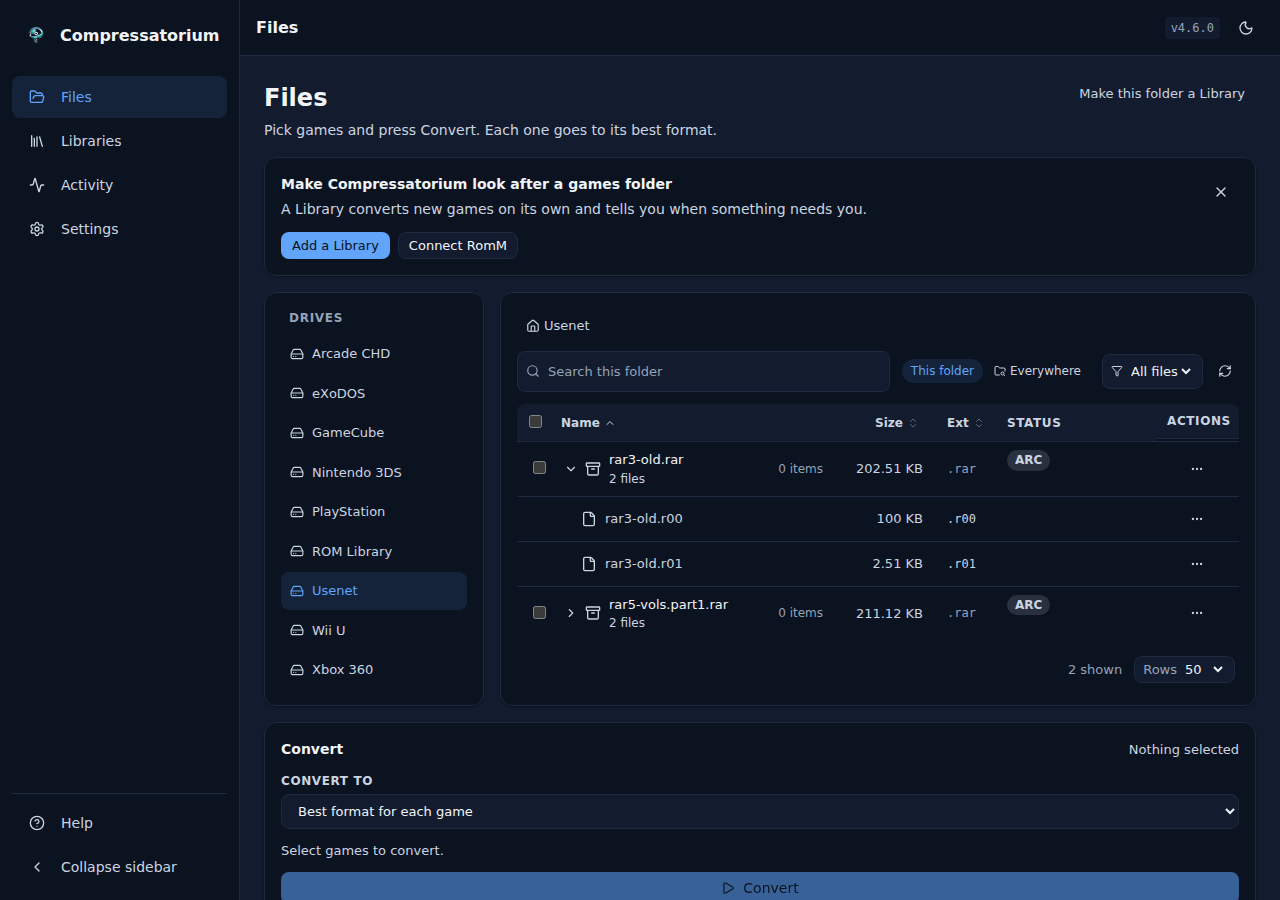 Compressatorium
Files
Libraries
Activity
Settings
Help
Collapse sidebar
Files
v4.6.0
Files
Make this folder a Library
Pick games and press Convert. Each one goes to its best format.
Make Compressatorium look after a games folder
A Library converts new games on its own and tells you when something needs you.
Add a Library
Connect RomM
DRIVES
Arcade CHD
eXoDOS
GameCube
Nintendo 3DS
PlayStation
ROM Library
Usenet
Wii U
Xbox 360
Usenet
Search this folder
This folder
Everywhere
All files
Name Size Ext STATUS ACTIONS
rar3-old.rar 0 items 202.51 KB .rar ARC
2 files
rar3-old.r00 100 KB .r00
rar3-old.r01 2.51 KB .r01
rar5-vols.part1.rar 0 items 211.12 KB .rar ARC
2 files
2 shown Rows 50
Convert
Nothing selected
CONVERT TO
Best format for each game
Select games to convert.
Convert